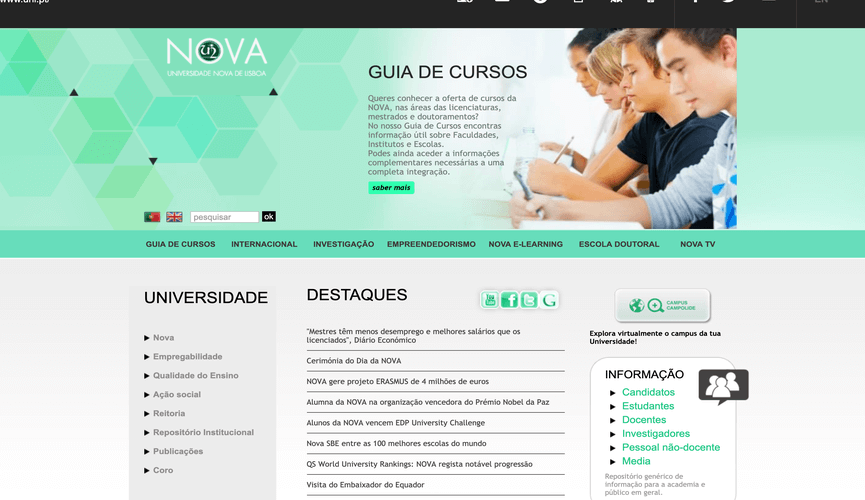 NOVA
UNIVERSIDADE NOVA DE LISBOA
GUIA DE CURSOS
Queres conhecer a oferta de cursos da
NOVA, nas áreas das licenciaturas,
mestrados e doutoramentos?
No nosso Guia de Cursos encontras
informação útil sobre Faculdades,
Institutos e Escolas.
Podes ainda aceder a informações
complementares necessárias a uma
completa integração.
saber mais
pesquisar ok
GUIA DE CURSOS INTERNACIONAL INVESTIGAÇÃO EMPREENDEDORISMO NOVA E-LEARNING ESCOLA DOUTORAL NOVA TV
UNIVERSIDADE
Nova
Empregabilidade
Qualidade do Ensino
Ação social
Reitoria
Repositório Institucional
Publicações
Coro
DESTAQUES
"Mestres têm menos desemprego e melhores salários que os
licenciados", Diário Económico
Cerimónia do Dia da NOVA
NOVA gere projeto ERASMUS de 4 milhões de euros
Alumna da NOVA na organização vencedora do Prémio Nobel da Paz
Alunos da NOVA vencem EDP University Challenge
Nova SBE entre as 100 melhores escolas do mundo
QS World University Rankings: NOVA regista notável progressão
Visita do Embaixador do Equador
CAMPUS
CAMPOLIDE
Explora virtualmente o campus da tua
Universidade!
INFORMAÇÃO
Candidatos
Estudantes
Docentes
Investigadores
Pessoal não-docente
Media
Repositório genérico de
informação para a academia e
público em geral.